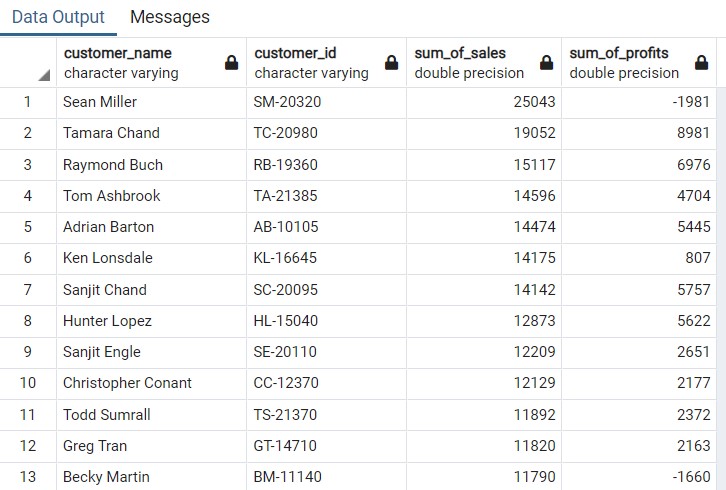 Data Output Messages
customer_name customer_id sum_of_sales sum_of_profits
character varying character varying double precision double precision
1 Sean Miller SM-20320 25043 -1981
2 Tamara Chand TC-20980 19052 8981
3 Raymond Buch RB-19360 15117 6976
4 Tom Ashbrook TA-21385 14596 4704
5 Adrian Barton AB-10105 14474 5445
6 Ken Lonsdale KL-16645 14175 807
7 Sanjit Chand SC-20095 14142 5757
8 Hunter Lopez HL-15040 12873 5622
9 Sanjit Engle SE-20110 12209 2651
10 Christopher Conant CC-12370 12129 2177
11 Todd Sumrall TS-21370 11892 2372
12 Greg Tran GT-14710 11820 2163
13 Becky Martin BM-11140 11790 -1660